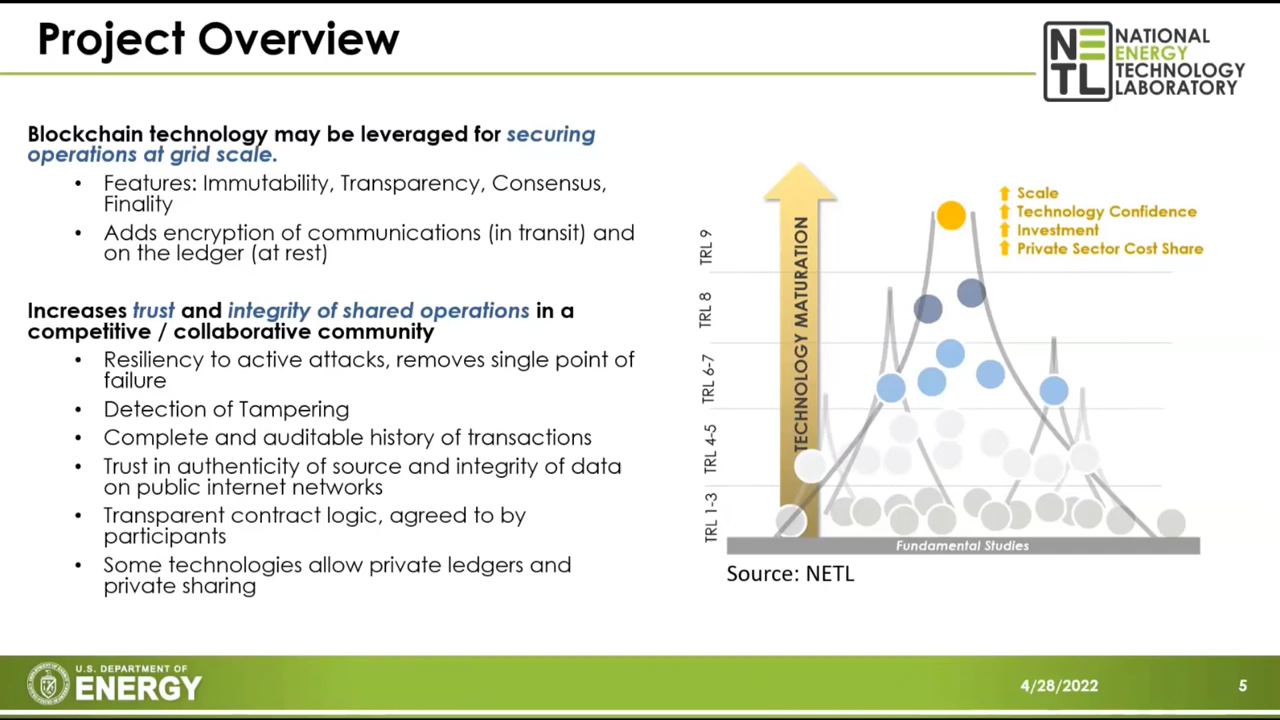 Project Overview
NATIONAL
ENERGY
TECHNOLOGY
LABORATORY
NE
TL
Blockchain technology may be leveraged for securing
operations at grid scale.
• Features: Immutability, Transparency, Consensus,
Finality
• Adds encryption of communications (in transit) and
on the ledger (at rest)
Increases trust and integrity of shared operations in a
competitive / collaborative community
• Resiliency to active attacks, removes single point of
failure
• Detection of Tampering
• Complete and auditable history of transactions
• Trust in authenticity of source and integrity of data
on public internet networks
• Transparent contract logic, agreed to by
participants
• Some technologies allow private ledgers and
private sharing
Scale
Technology Confidence
Investment
Private Sector Cost Share
TECHNOLOGY MATURATION
TRL 9
TRL 8
TRL 6-7
TRL 4-5
TRL 1-3
Fundamental Studies
Source: NETL
U.S. DEPARTMENT OF
ENERGY
4/28/2022
5